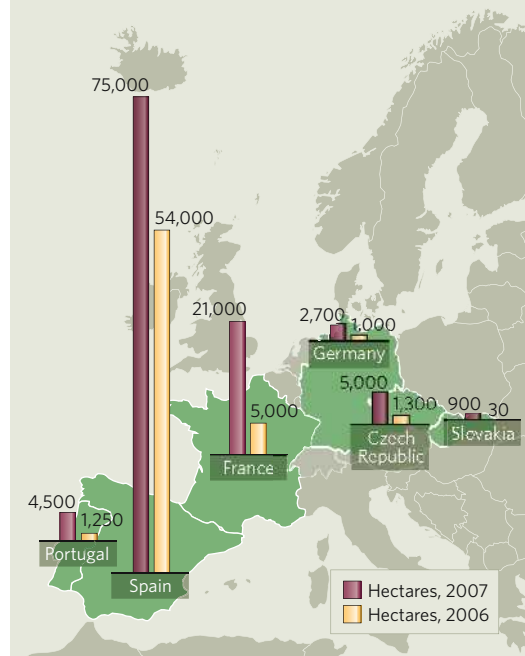 75,000
54,000
21,000
2,700 1,000
Germany
5,000
1,300
900 30
Czech
Republic
Slovakia
5,000
France
4,500
1,250
Portugal
Spain
Hectares, 2007
Hectares, 2006